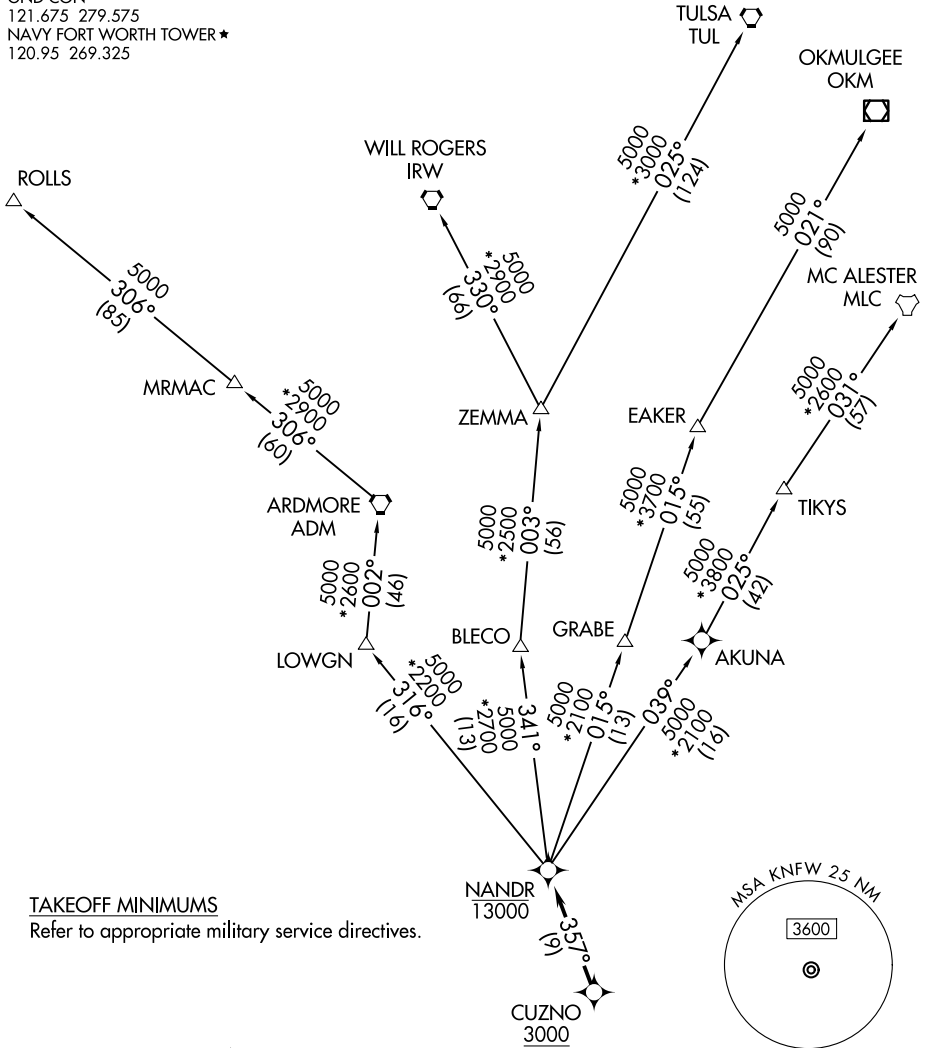 121.675 279.575
NAVY FORT WORTH TOWER ★
120.95 269.325
TULSA
TUL
OKMULGEE
OKM
WILL ROGERS
IRW
ROLLS
5000
*3000
025°
(124)
5000
021°
(90)
MC ALESTER
MLC
5000
*2900
330°
(66)
5000
306°
(85)
MRMAC
5000
*2900
306°
(60)
ZEMMA
EAKER
5000
*2600
031°
(57)
ARDMORE
ADM
TIKYS
5000
*2500
003°
(56)
5000
*3700
015°
(55)
5000
*2600
002°
(46)
5000
*3800
025°
(42)
LOWGN
BLECO
GRABE
AKUNA
5000
*2200
316°
(16)
341°
5000
*2700
(13)
5000
*2100
015°
(13)
039°
5000
*2100
(16)
NANDR
13000
TAKEOFF MINIMUMS
Refer to appropriate military service directives.
357°
(9)
CUZNO
3000
MSA KNFW 25 NM
3600